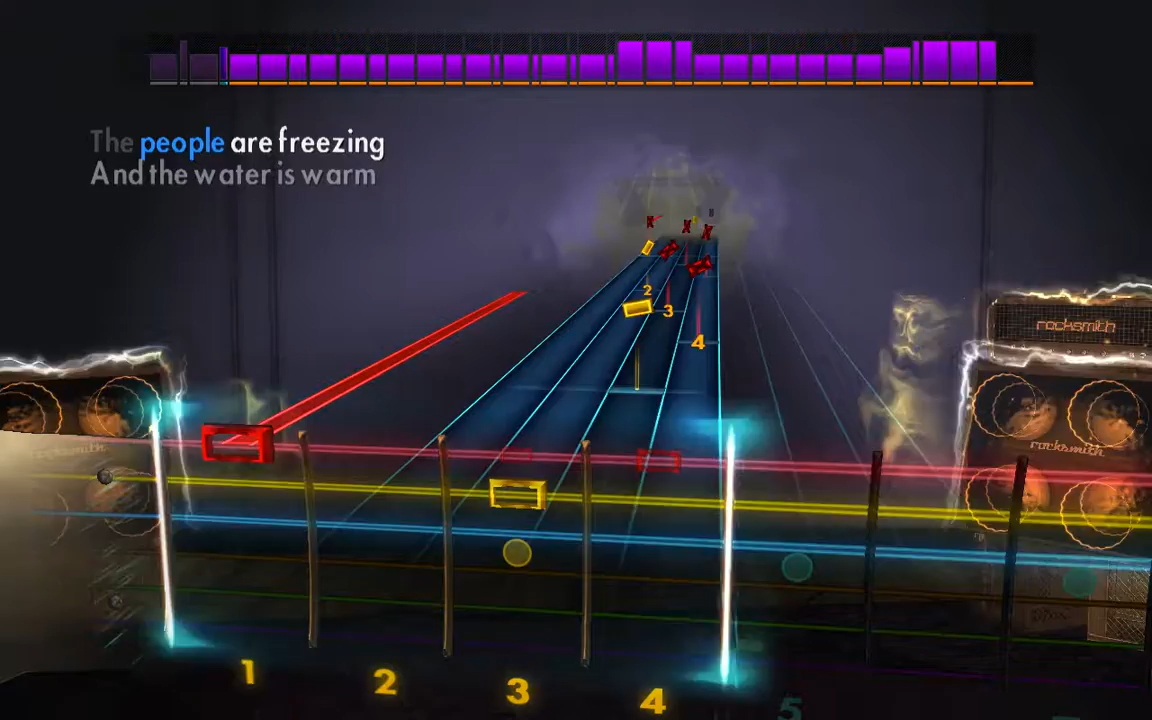 The people are freezing
And the water is warm
rocksmith
2
3
4
rocksmith
rocksmith
1
2
3
4
5